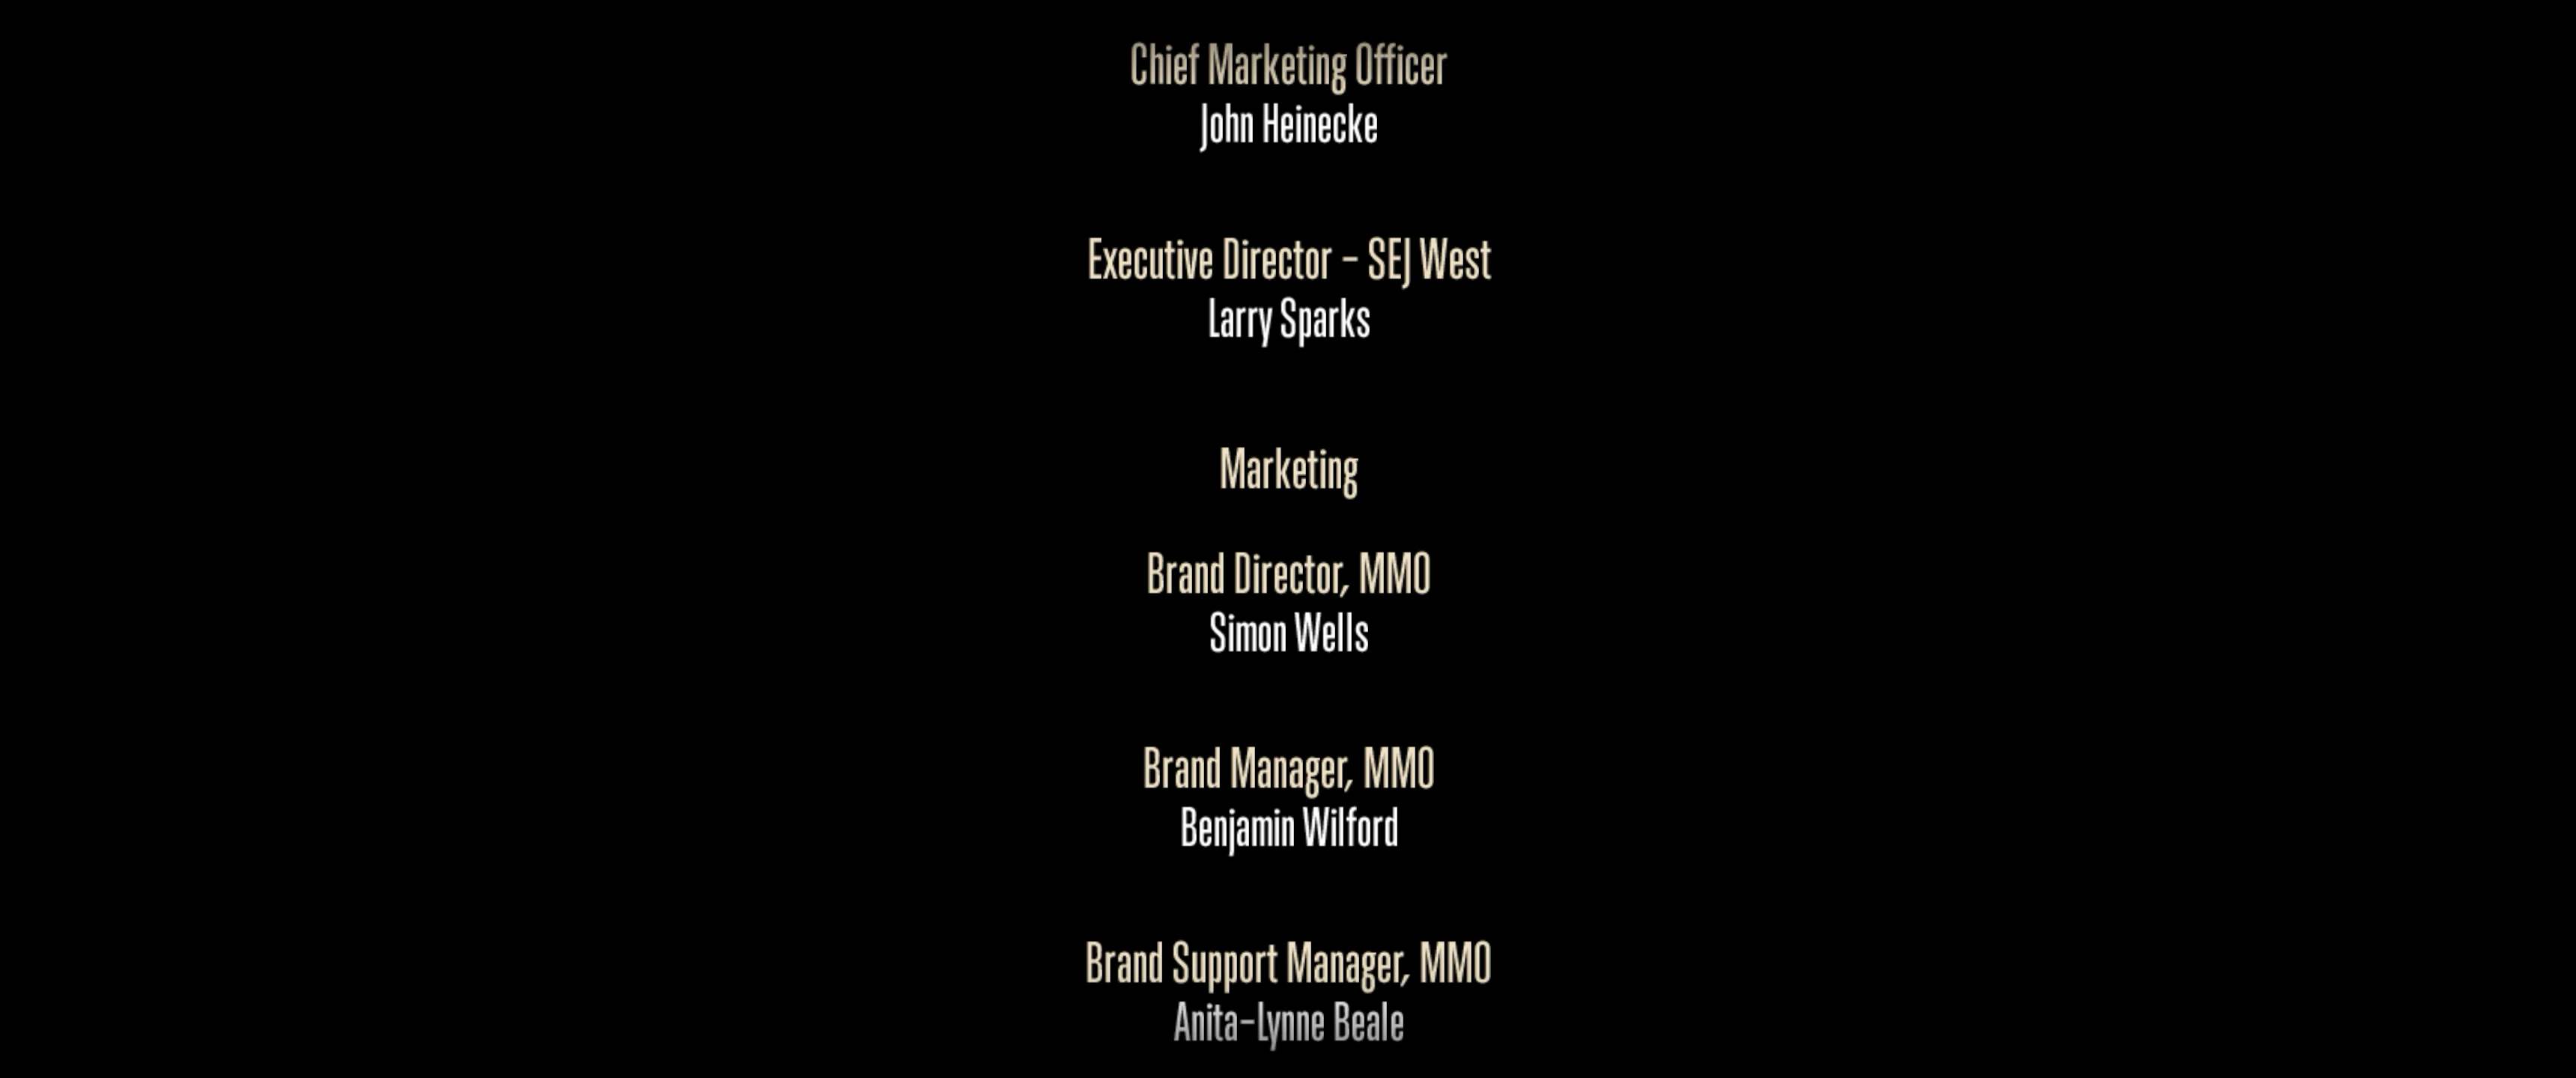 Chief Marketing Officer
John Heinecke
Executive Director - SEJ West
Larry Sparks
Marketing
Brand Director, MMO
Simon Wells
Brand Manager, MMO
Benjamin Wilford
Brand Support Manager, MMO
Anita-Lynne Beale